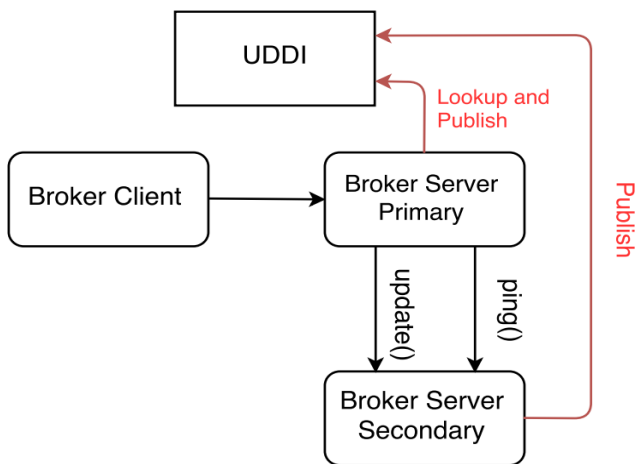 UDDI
Lookup and
Publish
Broker Client
Broker Server
Primary
Publish
update()
ping()
Broker Server
Secondary